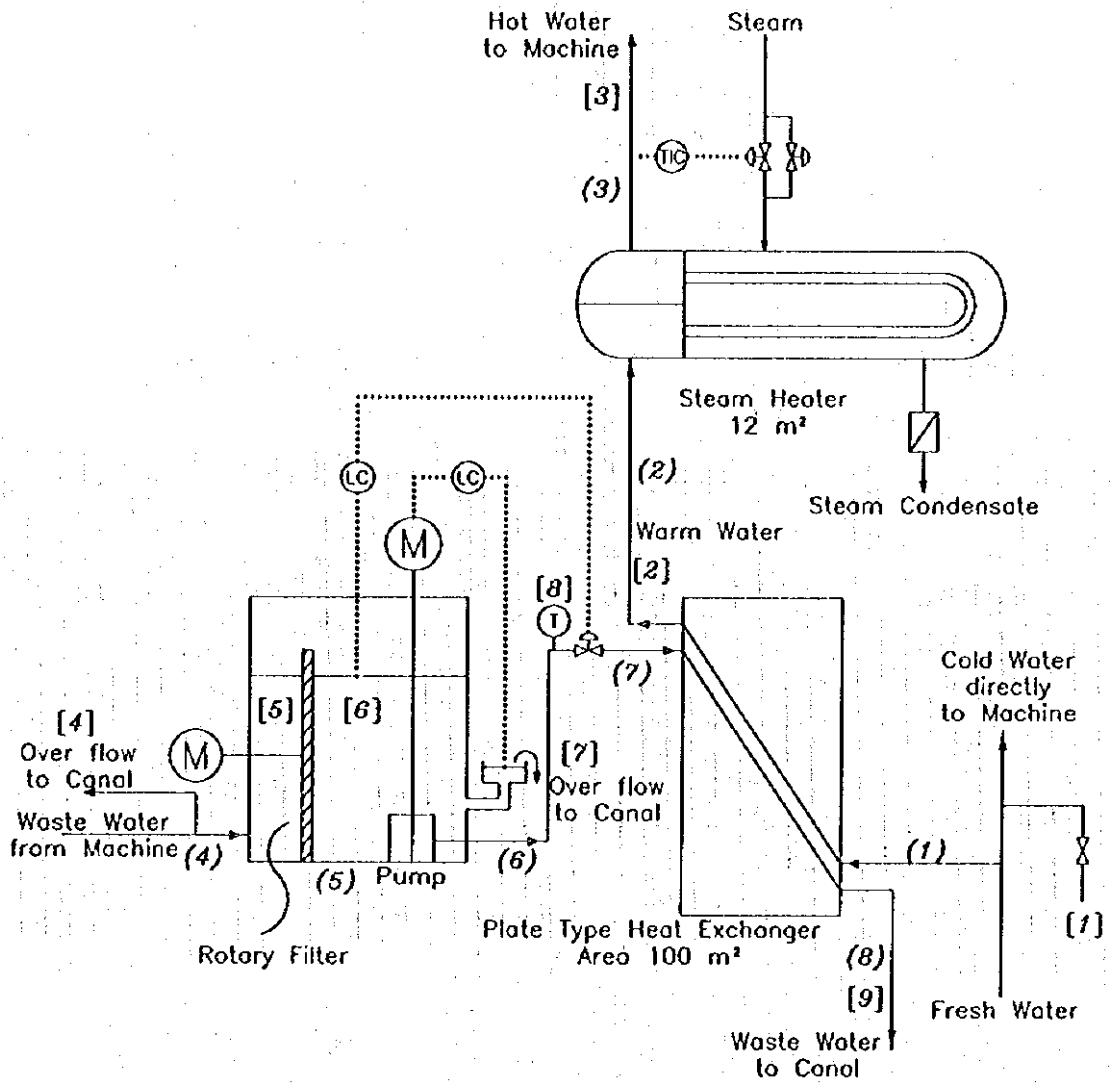 Hot Water
to Machine
Steam
[3]
TIC
(3)
Steam Heater
12 m²
LC
LC
(2)
Steam Condensate
M
Warm Water
[8]
[2]
T
(7)
Cold Water
directly
to Machine
[5]
[6]
[4]
Over flow
to Canal
M
[7]
Over flow
to Canal
Waste Water
from Machine
(4)
(6)
(1)
(5)
Pump
[1]
Rotary Filter
Plate Type Heat Exchanger
Area 100 m²
(8)
[9]
Fresh Water
Waste Water
to Canal